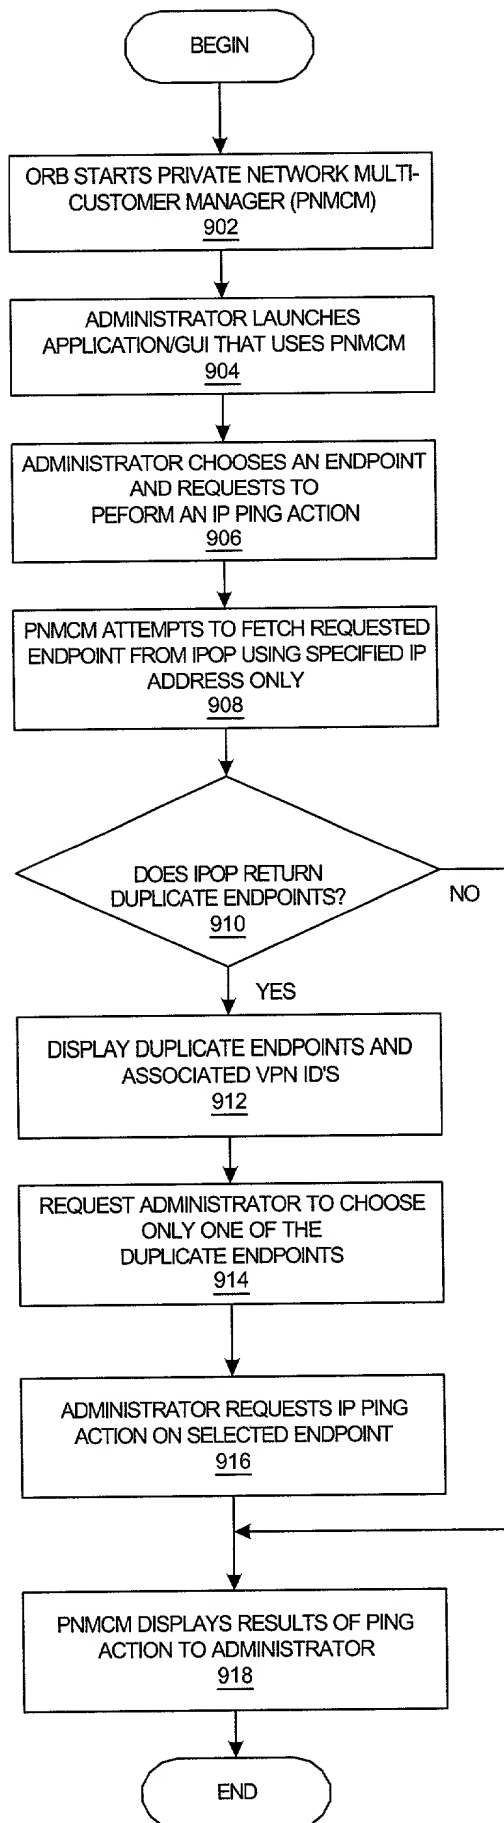 BEGIN
ORB STARTS PRIVATE NETWORK MULTI-
CUSTOMER MANAGER (PNMCM)
902
ADMINISTRATOR LAUNCHES
APPLICATION/GUI THAT USES PNMCM
904
ADMINISTRATOR CHOOSES AN ENDPOINT
AND REQUESTS TO
PEFORM AN IP PING ACTION
906
PNMCM ATTEMPTS TO FETCH REQUESTED
ENDPOINT FROM IPOP USING SPECIFIED IP
ADDRESS ONLY
908
DOES IPOP RETURN
DUPLICATE ENDPOINTS?
910
NO
YES
DISPLAY DUPLICATE ENDPOINTS AND
ASSOCIATED VPN ID'S
912
REQUEST ADMINISTRATOR TO CHOOSE
ONLY ONE OF THE
DUPLICATE ENDPOINTS
914
ADMINISTRATOR REQUESTS IP PING
ACTION ON SELECTED ENDPOINT
916
PNMCM DISPLAYS RESULTS OF PING
ACTION TO ADMINISTRATOR
918
END